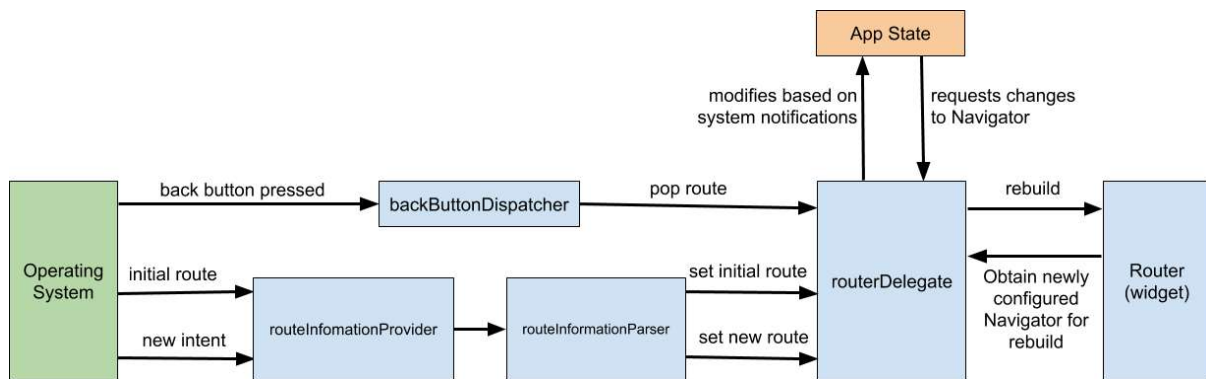 App State
modifies based on
system notifications
requests changes
to Navigator
back button pressed
backButtonDispatcher
pop route
rebuild
Operating
System
initial route
new intent
routeInfomationProvider
routeInformationParser
set initial route
set new route
routerDelegate
Obtain newly
configured
Navigator for
rebuild
Router
(widget)